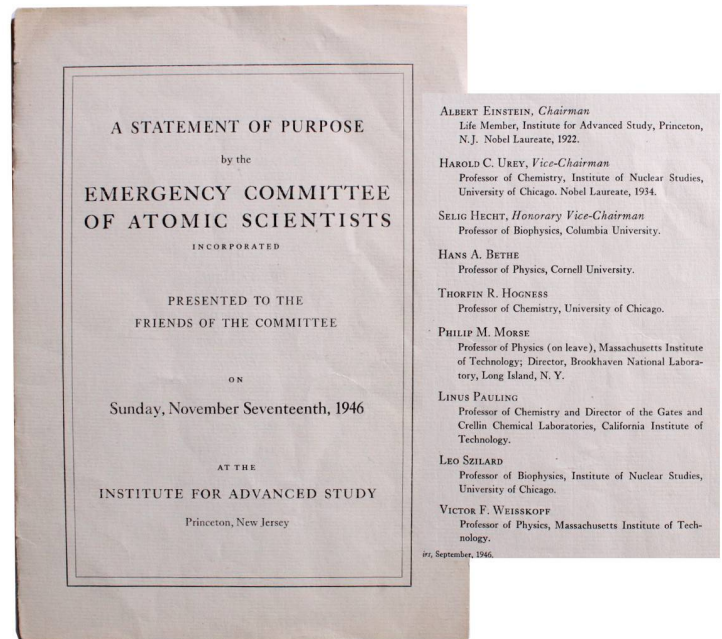 A STATEMENT OF PURPOSE
by the
EMERGENCY COMMITTEE
OF ATOMIC SCIENTISTS
INCORPORATED
PRESENTED TO THE
FRIENDS OF THE COMMITTEE
ON
Sunday, November Seventeenth, 1946
AT THE
INSTITUTE FOR ADVANCED STUDY
Princeton, New Jersey
ALBERT EINSTEIN, Chairman
Life Member, Institute for Advanced Study, Princeton,
N.J. Nobel Laureate, 1922.
HAROLD C. UREY, Vice-Chairman
Professor of Chemistry, Institute of Nuclear Studies,
University of Chicago. Nobel Laureate, 1934.
SELIG HECHT, Honorary Vice-Chairman
Professor of Biophysics, Columbia University.
HANS A. BETHE
Professor of Physics, Cornell University.
THORFIN R. HOGNESS
Professor of Chemistry, University of Chicago.
PHILIP M. MORSE
Professor of Physics (on leave), Massachusetts Institute
of Technology; Director, Brookhaven National Labora-
tory, Long Island, N. Y.
LINUS PAULING
Professor of Chemistry and Director of the Gates and
Crellin Chemical Laboratories, California Institute of
Technology.
LEO SZILARD
Professor of Biophysics, Institute of Nuclear Studies,
University of Chicago.
VICTOR F. WEISSKOPF
Professor of Physics, Massachusetts Institute of Tech-
nology.
September, 1946.